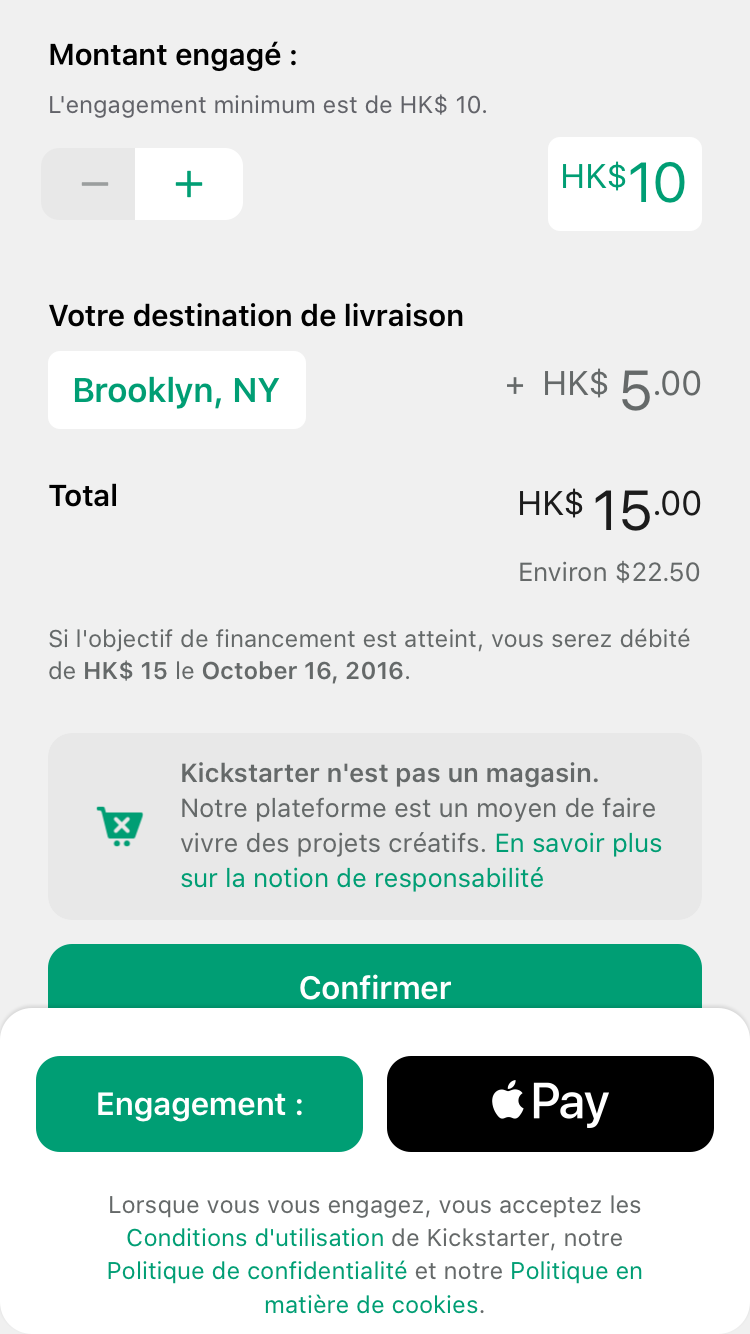 Montant engagé :
L'engagement minimum est de HK$ 10.
− +
HK$10
Votre destination de livraison
Brooklyn, NY
+ HK$ 5.00
Total
HK$ 15.00
Environ $22.50
Si l'objectif de financement est atteint, vous serez débité
de HK$ 15 le October 16, 2016.
Kickstarter n'est pas un magasin.
Notre plateforme est un moyen de faire
vivre des projets créatifs. En savoir plus
sur la notion de responsabilité
Confirmer
Engagement :
Pay
Lorsque vous vous engagez, vous acceptez les
Conditions d'utilisation de Kickstarter, notre
Politique de confidentialité et notre Politique en
matière de cookies.